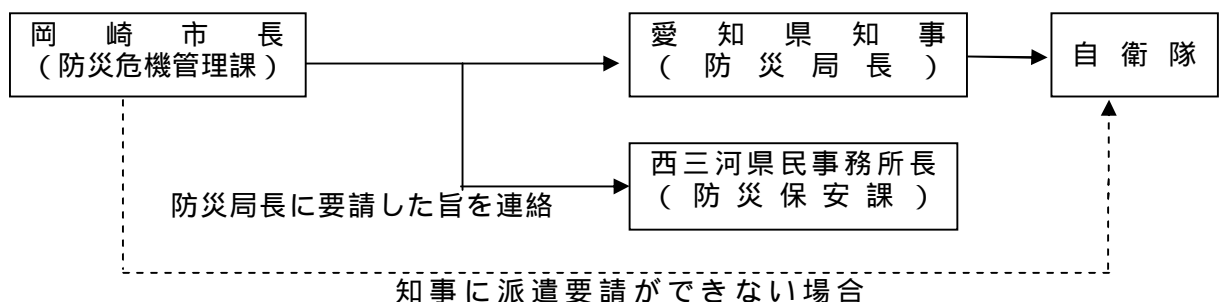 岡崎市長
(防災危機管理課)
愛知県知事
(防災局長)
自衛隊
西三河県民事務所長
(防災保安課)
防災局長に要請した旨を連絡
知事に派遣要請ができない場合